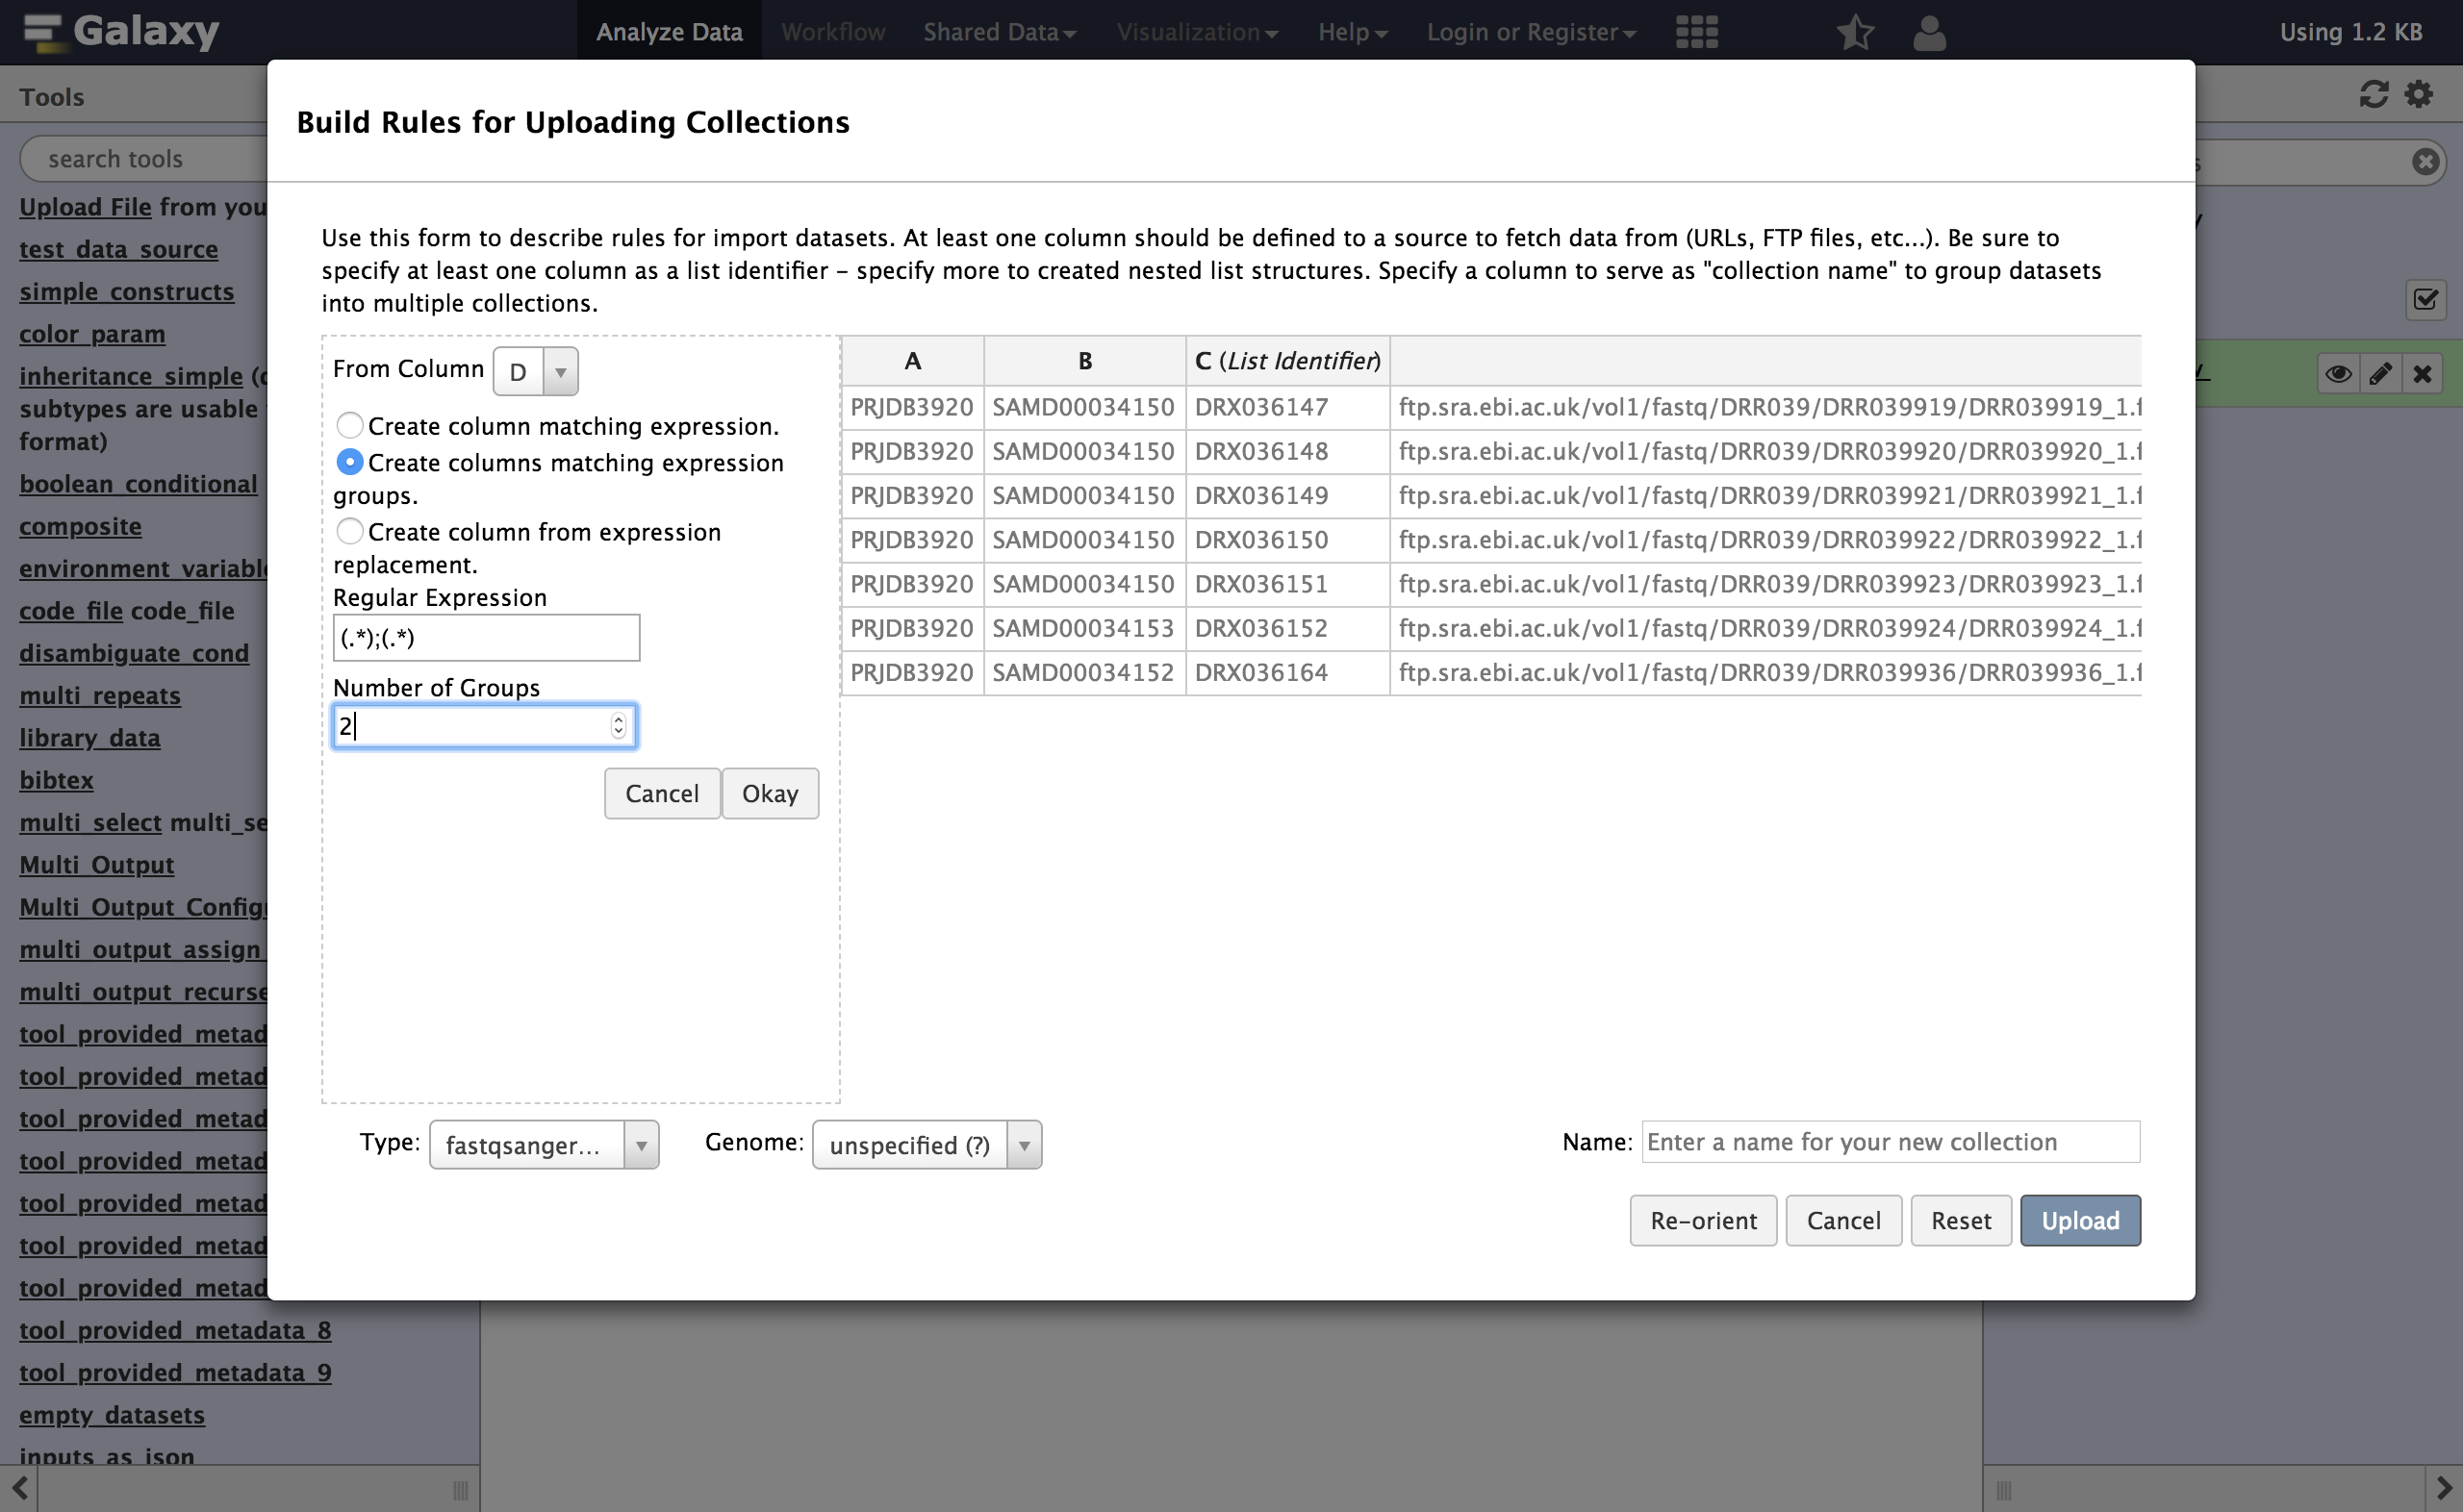 Galaxy
Analyze Data
Workflow
Shared Data
Visualization
Help
Login or Register
Using 1.2 KB
Tools
search tools
Upload File from you
test_data_source
simple_constructs
color_param
inheritance_simple (
subtypes are usable
format)
boolean_conditional
composite
environment_variabl
code_file code_file
disambiguate_cond
multi_repeats
library_data
bibtex
multi_select multi_se
Multi_Output
Multi_Output_Config
multi_output_assign_
multi_output_recurse
tool_provided_metad
tool_provided_metad
tool_provided_metad
tool_provided_metad
tool_provided_metad
tool_provided_metad
tool_provided_metad
tool_provided_metadata_8
tool_provided_metadata_9
empty_datasets
inputs_as_json
Build Rules for Uploading Collections
Use this form to describe rules for import datasets. At least one column should be defined to a source to fetch data from (URLs, FTP files, etc...). Be sure to
specify at least one column as a list identifier - specify more to created nested list structures. Specify a column to serve as "collection name" to group datasets
into multiple collections.
From Column D
Create column matching expression.
Create columns matching expression
groups.
Create column from expression
replacement.
Regular Expression
(.*);(.*)
Number of Groups
2
Cancel Okay
A B C (List Identifier)
PRJDB3920 SAMD00034150 DRX036147 ftp.sra.ebi.ac.uk/vol1/fastq/DRR039/DRR039919/DRR039919_1.f
PRJDB3920 SAMD00034150 DRX036148 ftp.sra.ebi.ac.uk/vol1/fastq/DRR039/DRR039920/DRR039920_1.f
PRJDB3920 SAMD00034150 DRX036149 ftp.sra.ebi.ac.uk/vol1/fastq/DRR039/DRR039921/DRR039921_1.f
PRJDB3920 SAMD00034150 DRX036150 ftp.sra.ebi.ac.uk/vol1/fastq/DRR039/DRR039922/DRR039922_1.f
PRJDB3920 SAMD00034150 DRX036151 ftp.sra.ebi.ac.uk/vol1/fastq/DRR039/DRR039923/DRR039923_1.f
PRJDB3920 SAMD00034153 DRX036152 ftp.sra.ebi.ac.uk/vol1/fastq/DRR039/DRR039924/DRR039924_1.f
PRJDB3920 SAMD00034152 DRX036164 ftp.sra.ebi.ac.uk/vol1/fastq/DRR039/DRR039936/DRR039936_1.f
Type: fastqsanger... Genome: unspecified (?)
Name: Enter a name for your new collection
Re-orient Cancel Reset Upload